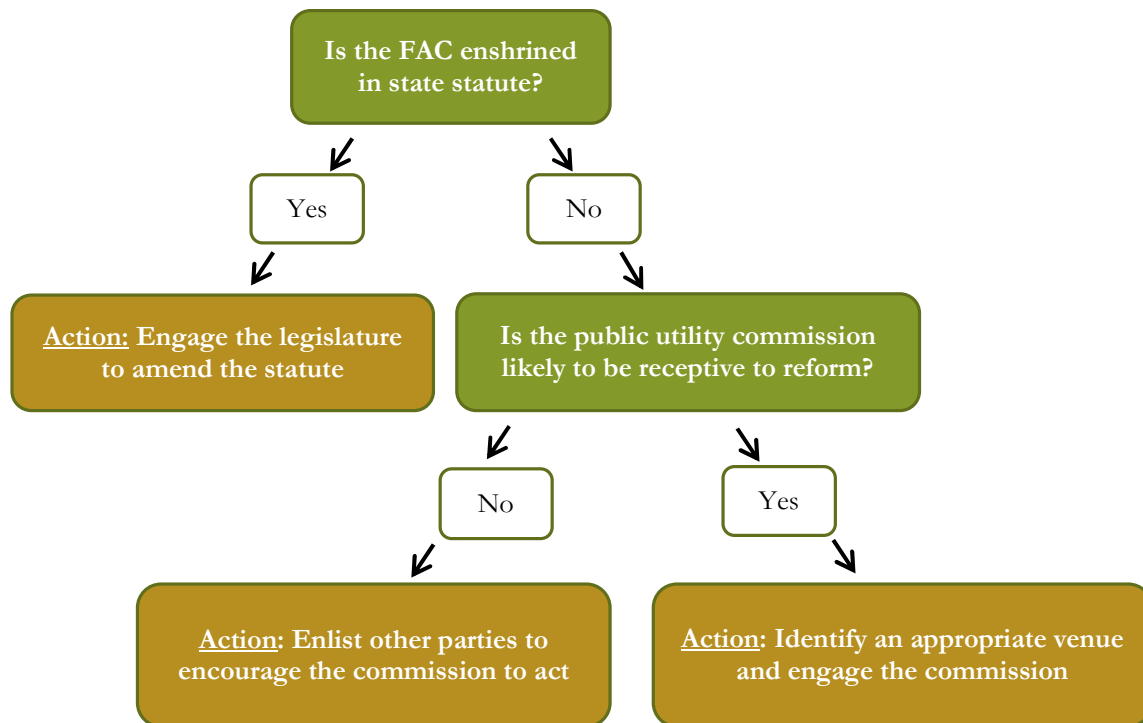 Is the FAC enshrined
in state statute?
Yes
No
Action: Engage the legislature
to amend the statute
Is the public utility commission
likely to be receptive to reform?
No
Yes
Action: Enlist other parties to
encourage the commission to act
Action: Identify an appropriate venue
and engage the commission